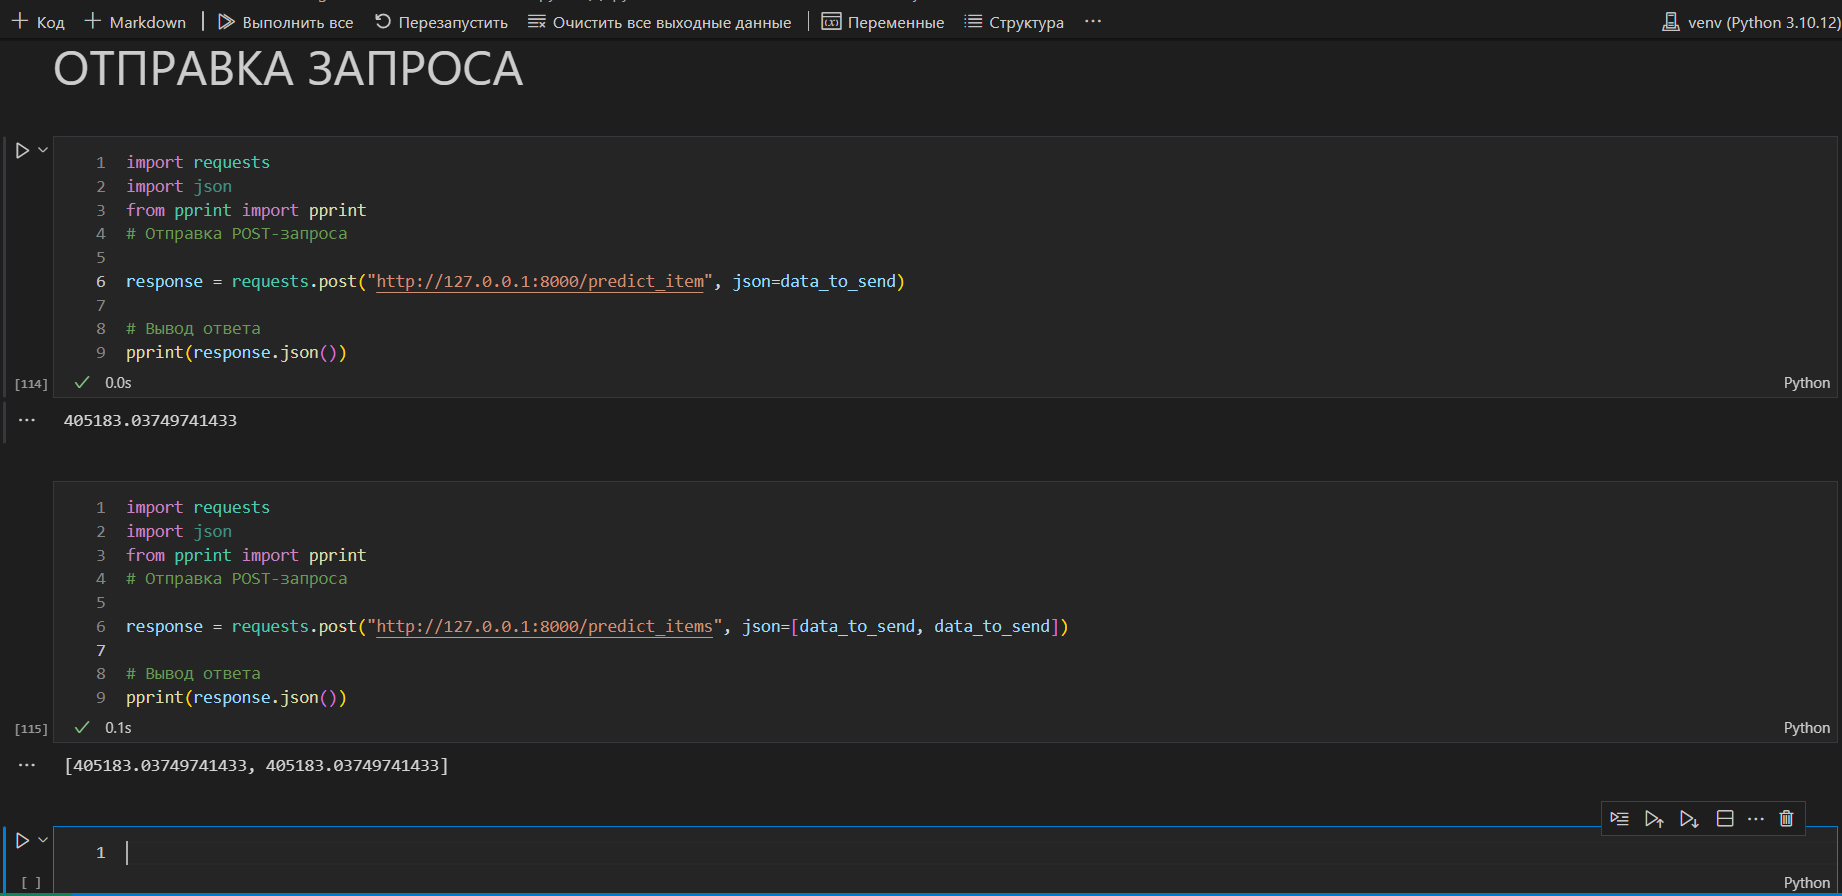 Код Markdown Выполнить все Перезапустить Очистить все выходные данные Переменные Структура ... venv (Python 3.10.12)
ОТПРАВКА ЗАПРОСА
1 import requests
2 import json
3 from pprint import pprint
4 # Отправка POST-запроса
5
6 response = requests.post("http://127.0.0.1:8000/predict_item", json=data_to_send)
7
8 # Вывод ответа
9 pprint(response.json())
[114] 0.0s Python
... 405183.03749741433
1 import requests
2 import json
3 from pprint import pprint
4 # Отправка POST-запроса
5
6 response = requests.post("http://127.0.0.1:8000/predict_items", json=[data_to_send, data_to_send])
7
8 # Вывод ответа
9 pprint(response.json())
[115] 0.1s Python
... [405183.03749741433, 405183.03749741433]
1
[ ] Python